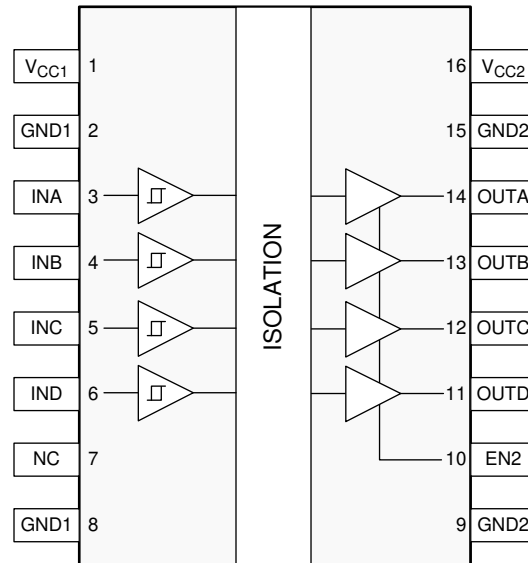 VCC1 1 16 VCC2
GND1 2 15 GND2
INA 3 14 OUTA
INB 4 13 OUTB
INC 5 12 OUTC
IND 6 11 OUTD
NC 7 10 EN2
GND1 8 9 GND2
ISOLATION